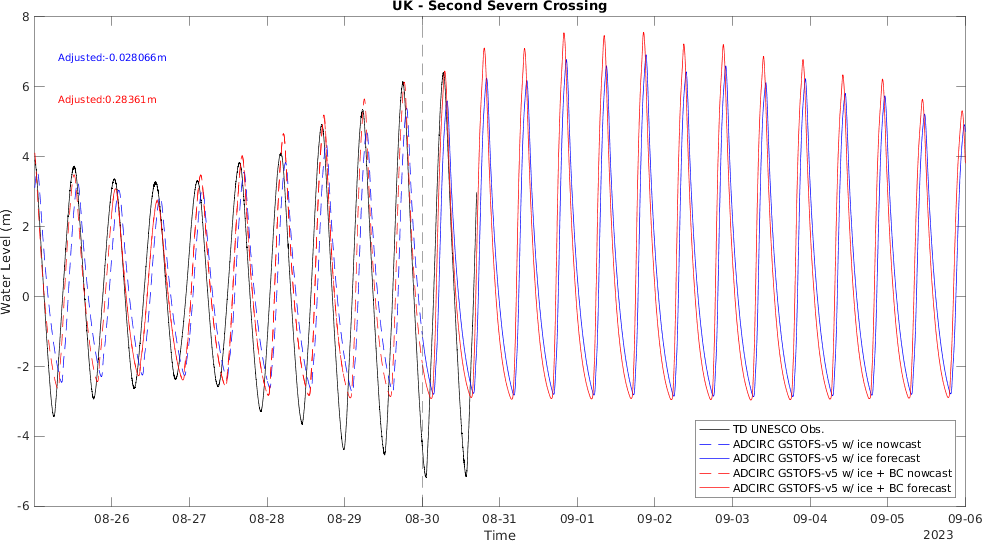 UK - Second Severn Crossing
8
6
4
2
0
-2
-4
-6
Water Level (m)
Adjusted:-0.028066m
Adjusted:0.28361m
TD UNESCO Obs.
ADCIRC GSTOFS-v5 w/ ice nowcast
ADCIRC GSTOFS-v5 w/ ice forecast
ADCIRC GSTOFS-v5 w/ ice + BC nowcast
ADCIRC GSTOFS-v5 w/ ice + BC forecast
08-26 08-27 08-28 08-29 08-30 08-31 09-01 09-02 09-03 09-04 09-05 09-06
Time
2023